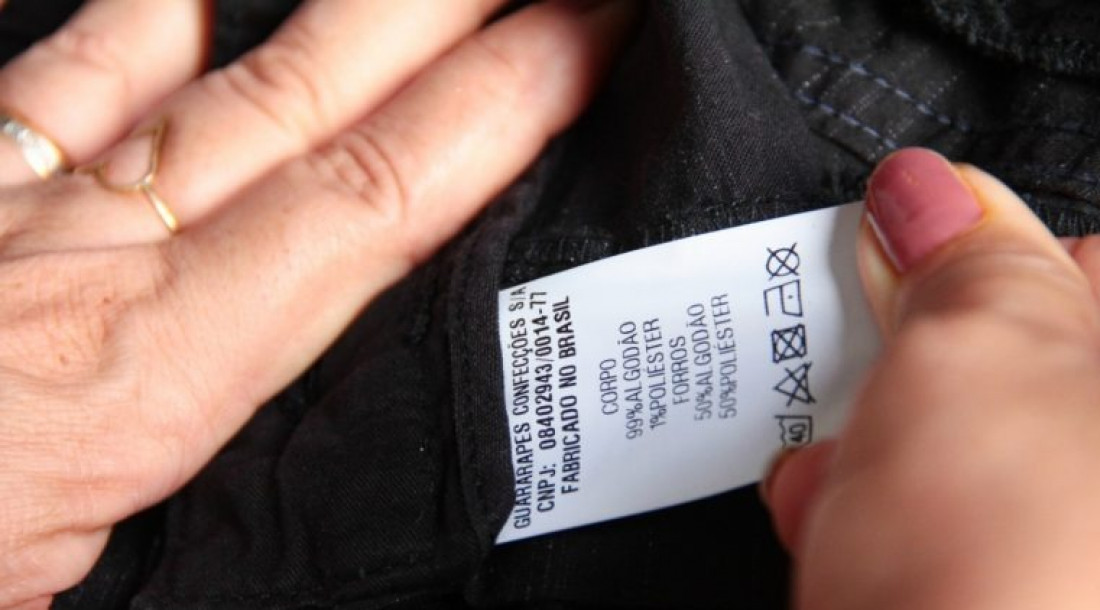 GUARARAPES CONFECÇÕES S/A
CNPJ: 08402943/0014-77
FABRICADO NO BRASIL
CORPO
99%ALGODÃO
1%POLIÉSTER
FORROS
50%ALGODÃO
50%POLIÉSTER
40